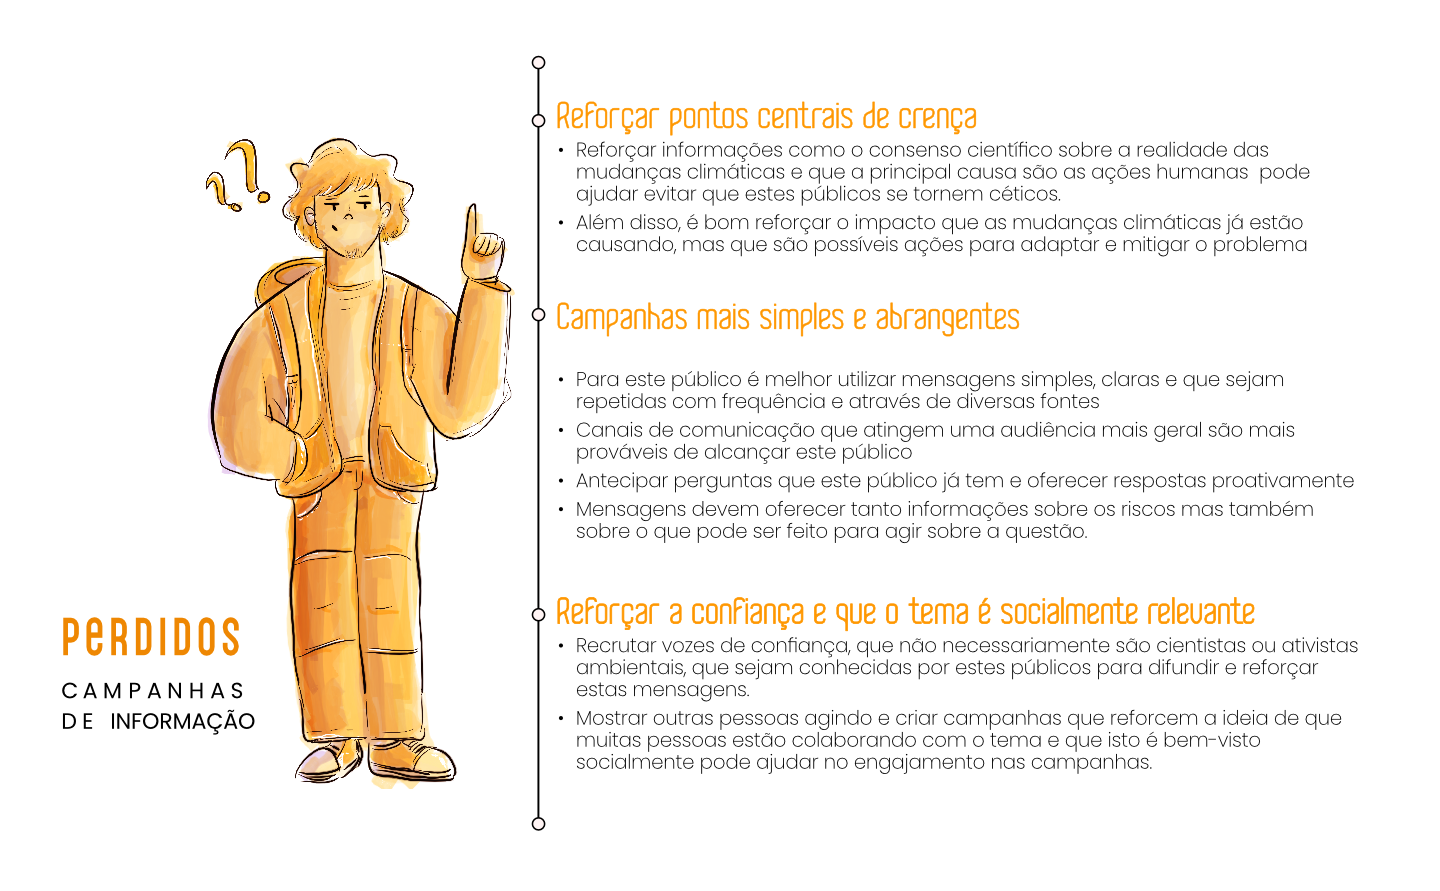 ??
PERDIDOS
CAMPANHAS
DE INFORMAÇÃO
Reforçar pontos centrais de crença
• Reforçar informações como o consenso científico sobre a realidade das
mudanças climáticas e que a principal causa são as ações humanas pode
ajudar evitar que estes públicos se tornem céticos.
• Além disso, é bom reforçar o impacto que as mudanças climáticas já estão
causando, mas que são possíveis ações para adaptar e mitigar o problema
Campanhas mais simples e abrangentes
• Para este público é melhor utilizar mensagens simples, claras e que sejam
repetidas com frequência e através de diversas fontes
• Canais de comunicação que atingem uma audiência mais geral são mais
prováveis de alcançar este público
• Antecipar perguntas que este público já tem e oferecer respostas proativamente
• Mensagens devem oferecer tanto informações sobre os riscos mas também
sobre o que pode ser feito para agir sobre a questão.
Reforçar a confiança e que o tema é socialmente relevante
• Recrutar vozes de confiança, que não necessariamente são cientistas ou ativistas
ambientais, que sejam conhecidas por estes públicos para difundir e reforçar
estas mensagens.
• Mostrar outras pessoas agindo e criar campanhas que reforcem a ideia de que
muitas pessoas estão colaborando com o tema e que isto é bem-visto
socialmente pode ajudar no engajamento nas campanhas.